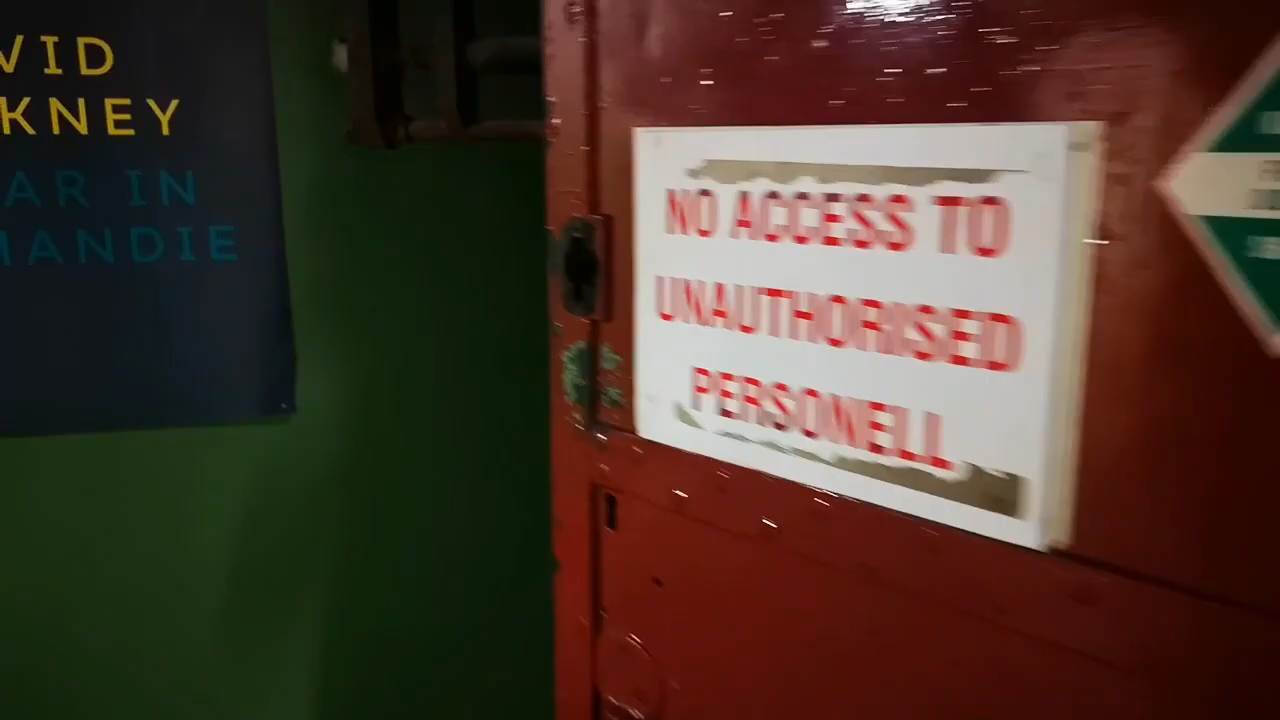 VID
KNEY
AR IN
MANDIE
NO ACCESS TO
UNAUTHORISED
PERSONELL